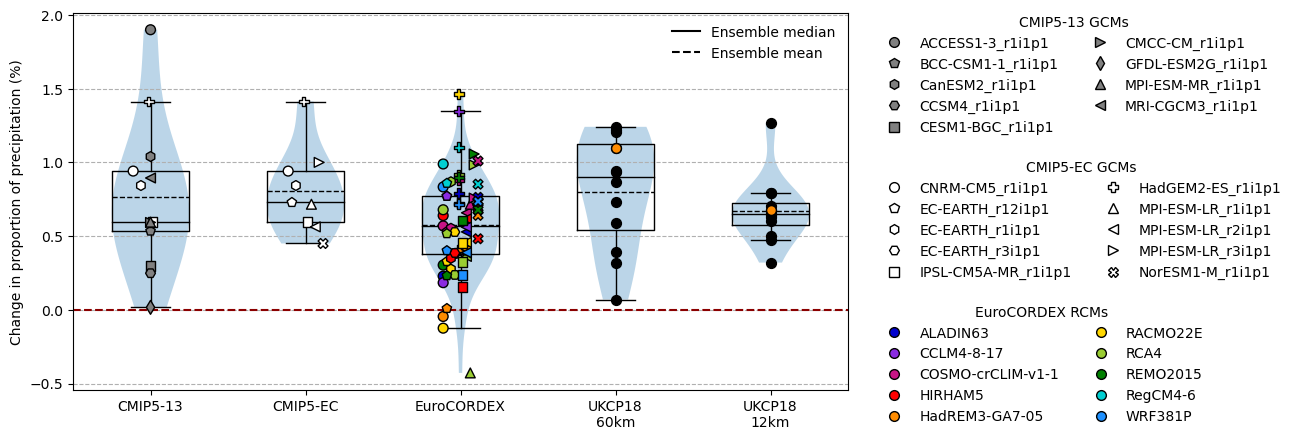 Change in proportion of precipitation (%)
2.0
1.5
1.0
0.5
0.0
−0.5
CMIP5-13
CMIP5-EC
EuroCORDEX
UKCP18
60km
UKCP18
12km
Ensemble median
Ensemble mean
CMIP5-13 GCMs
ACCESS1-3_r1i1p1
BCC-CSM1-1_r1i1p1
CanESM2_r1i1p1
CCSM4_r1i1p1
CESM1-BGC_r1i1p1
CMCC-CM_r1i1p1
GFDL-ESM2G_r1i1p1
MPI-ESM-MR_r1i1p1
MRI-CGCM3_r1i1p1
CMIP5-EC GCMs
CNRM-CM5_r1i1p1
EC-EARTH_r12i1p1
EC-EARTH_r1i1p1
EC-EARTH_r3i1p1
IPSL-CM5A-MR_r1i1p1
HadGEM2-ES_r1i1p1
MPI-ESM-LR_r1i1p1
MPI-ESM-LR_r2i1p1
MPI-ESM-LR_r3i1p1
NorESM1-M_r1i1p1
EuroCORDEX RCMs
ALADIN63
CCLM4-8-17
COSMO-crCLIM-v1-1
HIRHAM5
HadREM3-GA7-05
RACMO22E
RCA4
REMO2015
RegCM4-6
WRF381P